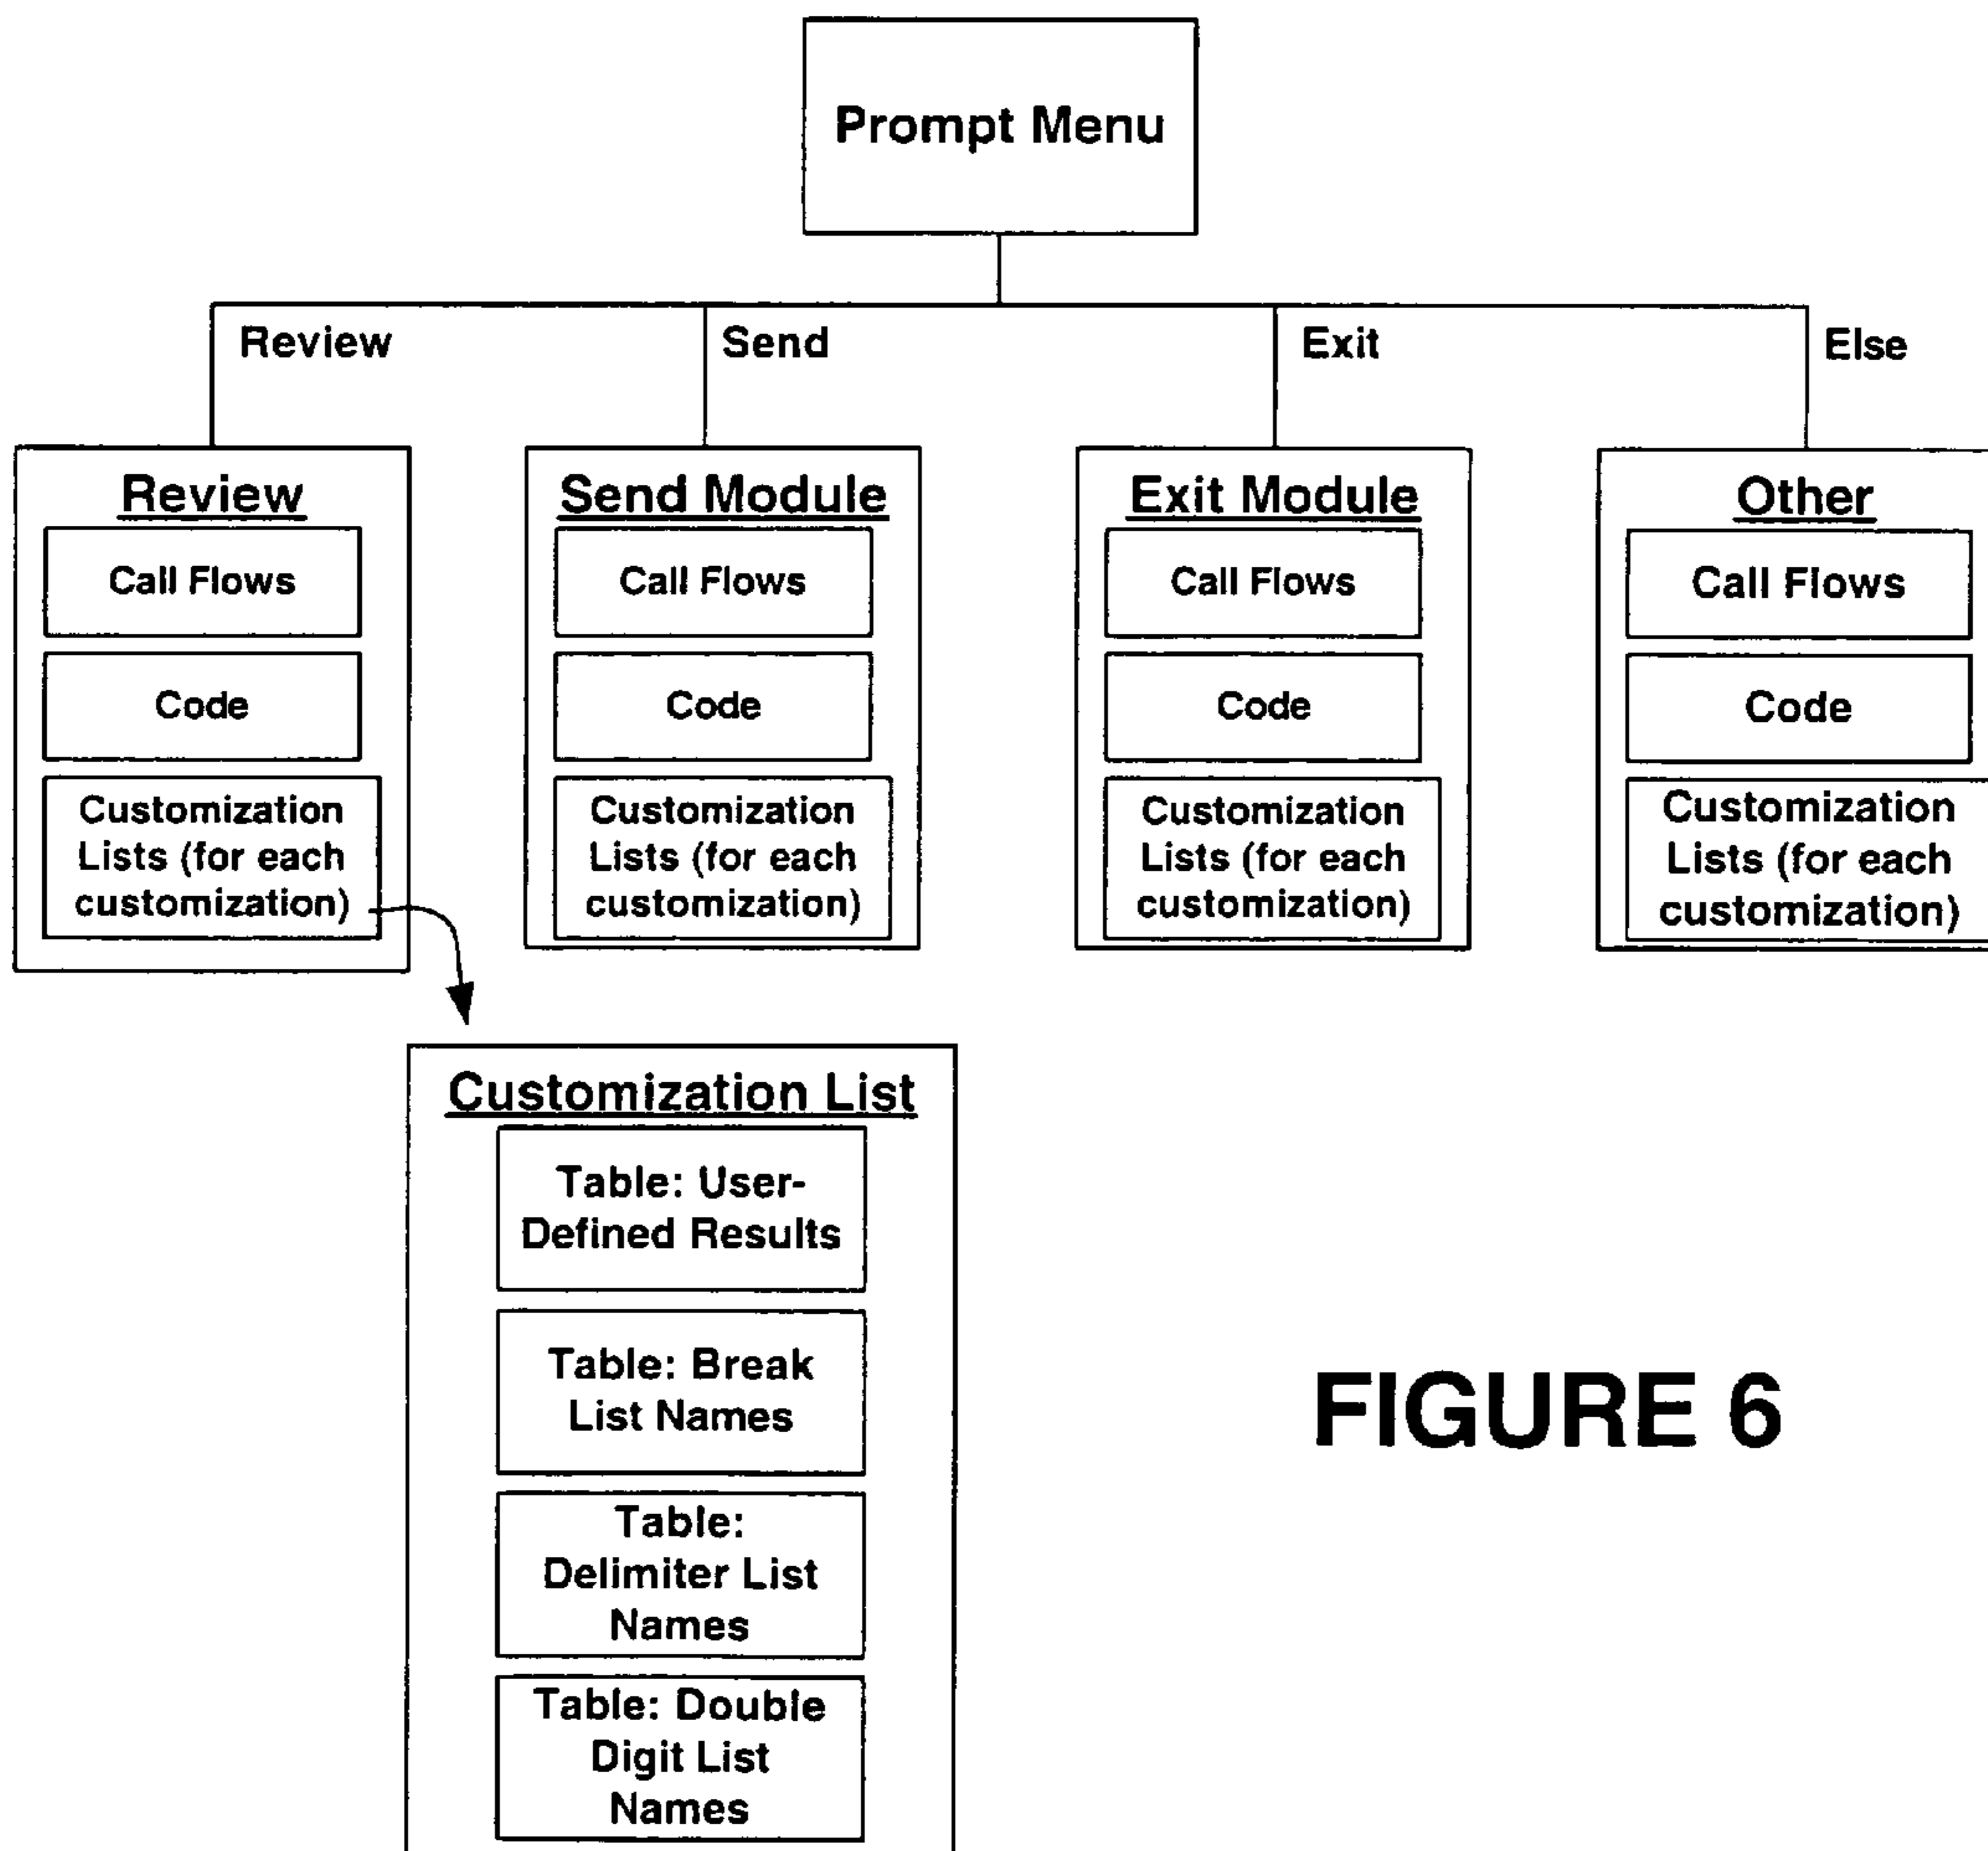 Prompt Menu
Review
Send
Exit
Else
Review
Call Flows
Code
Customization
Lists (for each
customization)
Send Module
Call Flows
Code
Customization
Lists (for each
customization)
Exit Module
Call Flows
Code
Customization
Lists (for each
customization)
Other
Call Flows
Code
Customization
Lists (for each
customization)
Customization List
Table: User-
Defined Results
Table: Break
List Names
Table:
Delimiter List
Names
Table: Double
Digit List
Names
FIGURE 6